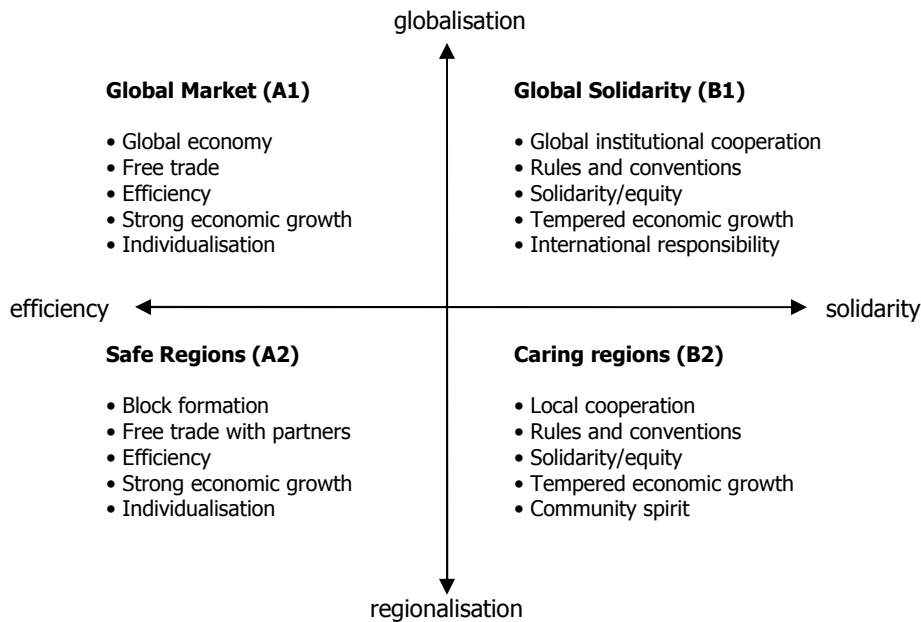 globalisation
Global Market (A1)
• Global economy
• Free trade
• Efficiency
• Strong economic growth
• Individualisation
Global Solidarity (B1)
• Global institutional cooperation
• Rules and conventions
• Solidarity/equity
• Tempered economic growth
• International responsibility
efficiency
solidarity
Safe Regions (A2)
• Block formation
• Free trade with partners
• Efficiency
• Strong economic growth
• Individualisation
Caring regions (B2)
• Local cooperation
• Rules and conventions
• Solidarity/equity
• Tempered economic growth
• Community spirit
regionalisation